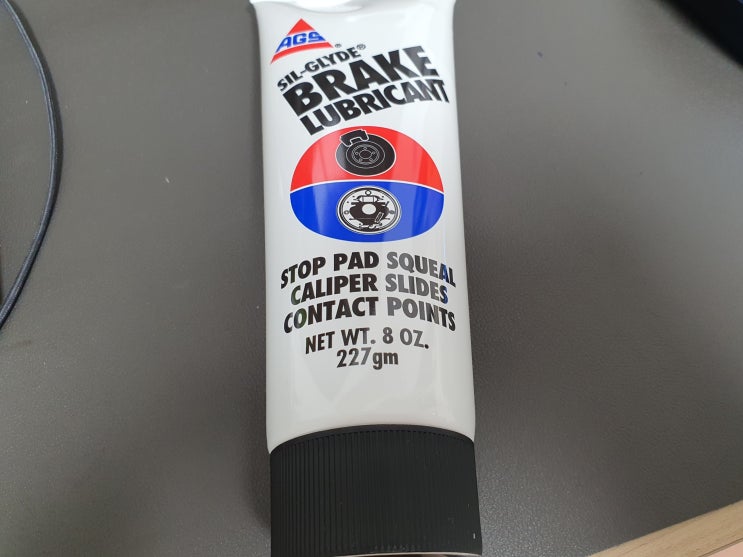 AGS®
SIL-GLYDE®
BRAKE
LUBRICANT
STOP PAD SQUEAL
CALIPER SLIDES
CONTACT POINTS
NET WT. 8 OZ.
227gm